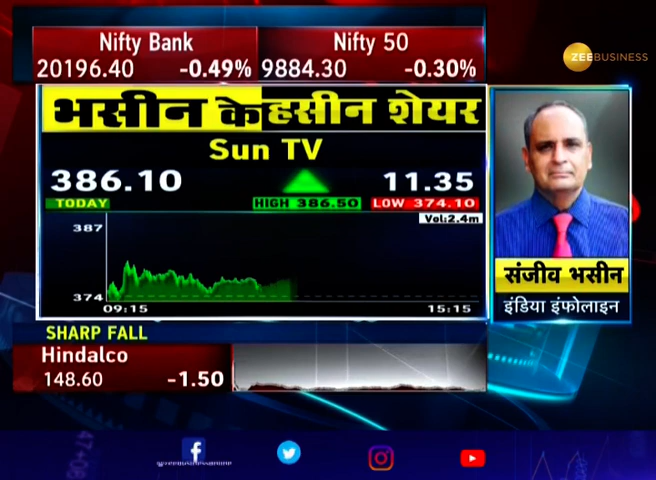 Nifty Bank
20196.40 -0.49%
Nifty 50
9884.30 -0.30%
ZEEBUSINESS
भसीन के हसीन शेयर
Sun TV
386.10 11.35
TODAY HIGH 386.50 LOW 374.10
Vol:2.4m
387
374
09:15 15:15
संजीव भसीन
इंडिया इंफोलाइन
SHARP FALL
Hindalco
148.60 -1.50